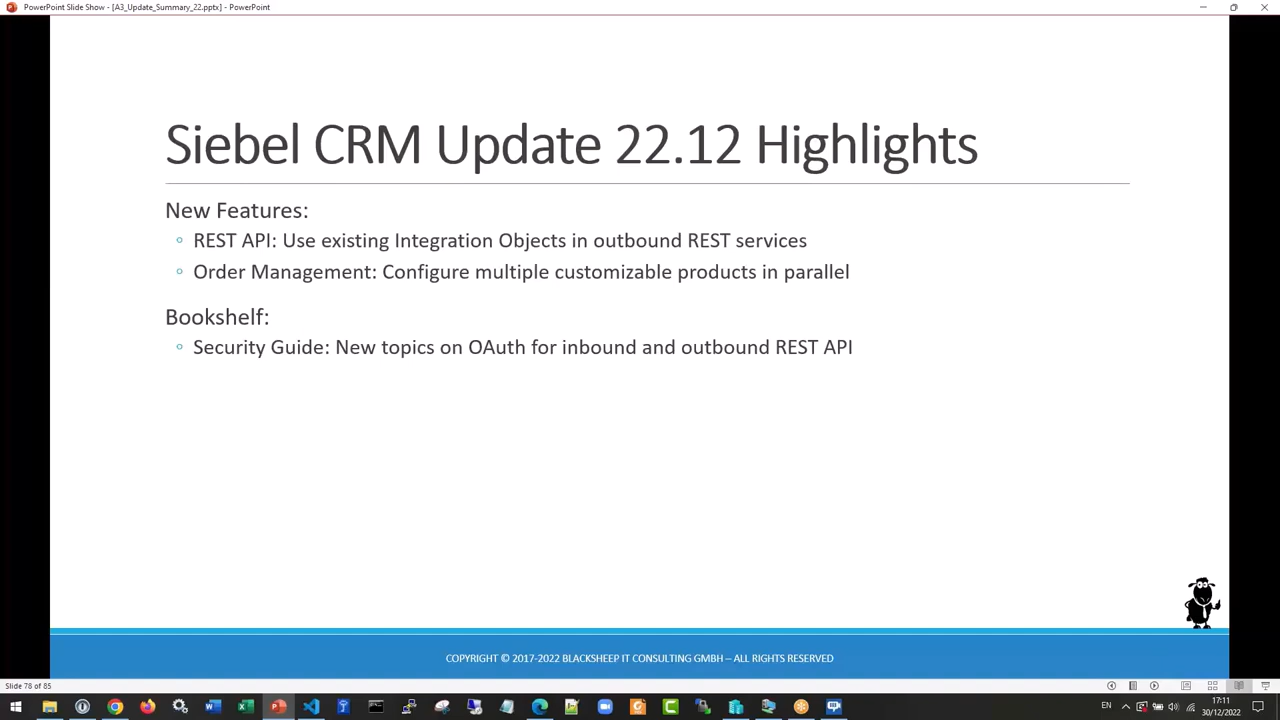 PowerPoint Slide Show - [A3_Update_Summary_22.pptx] - PowerPoint
Siebel CRM Update 22.12 Highlights
New Features:
REST API: Use existing Integration Objects in outbound REST services
Order Management: Configure multiple customizable products in parallel
Bookshelf:
Security Guide: New topics on OAuth for inbound and outbound REST API
COPYRIGHT © 2017-2022 BLACKSHEEP IT CONSULTING GMBH – ALL RIGHTS RESERVED
Slide 78 of 85
EN
17:11
30/12/2022